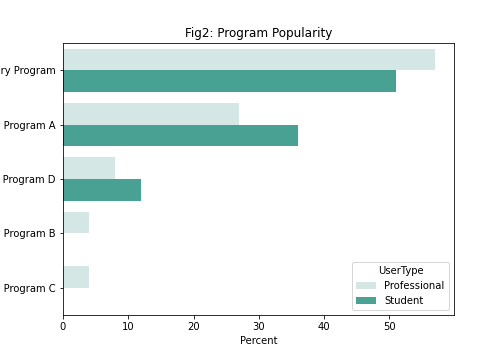 Fig2: Program Popularity
ry Program
Program A
Program D
Program B
Program C
UserType
Professional
Student
0 10 20 30 40 50
Percent